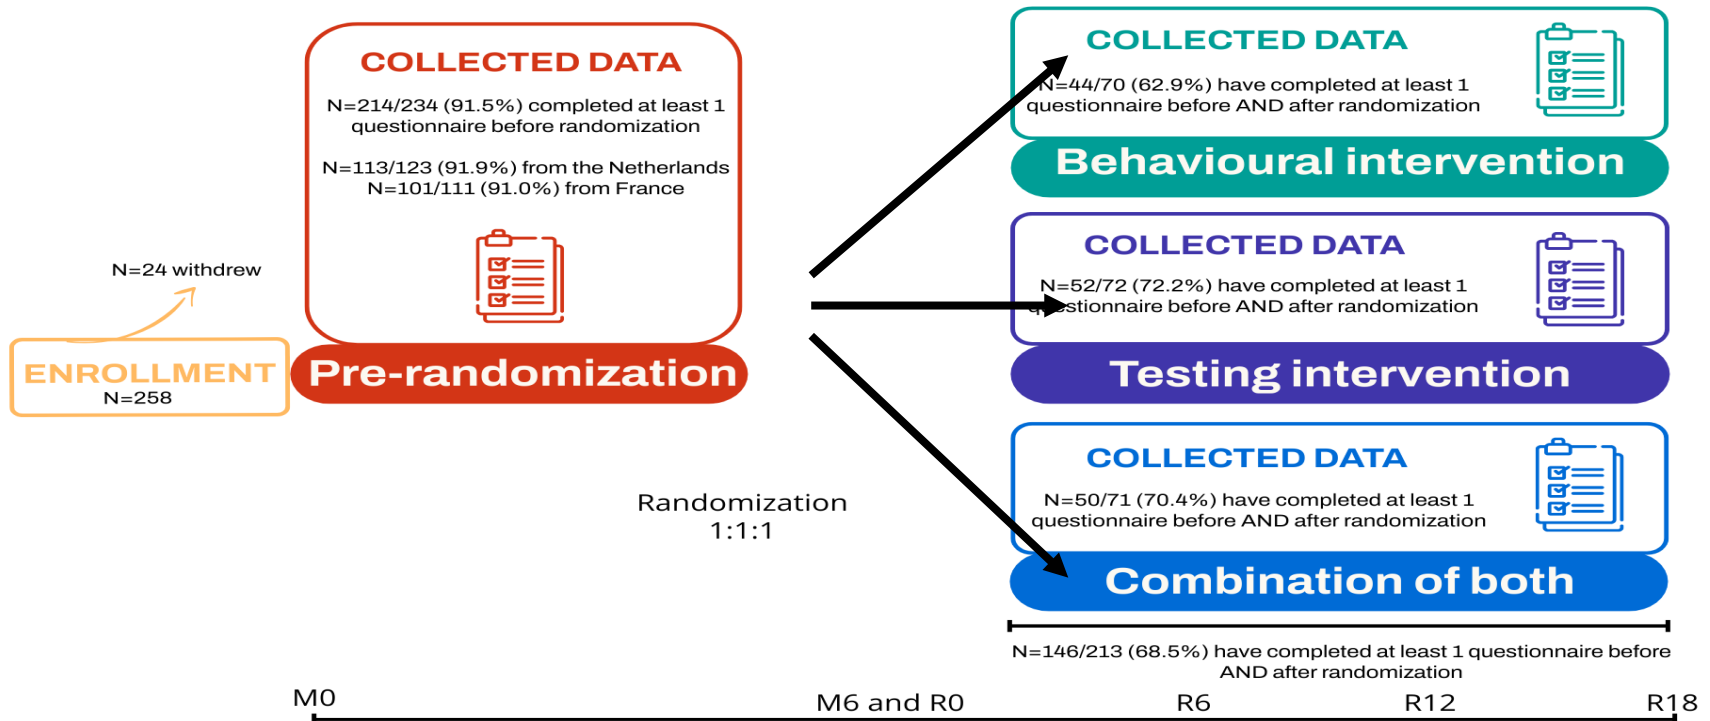 N=24 withdrew
ENROLLMENT
N=258
COLLECTED DATA
N=214/234 (91.5%) completed at least 1
questionnaire before randomization
N=113/123 (91.9%) from the Netherlands
N=101/111 (91.0%) from France
Pre-randomization
Randomization
1:1:1
COLLECTED DATA
N=44/70 (62.9%) have completed at least 1
questionnaire before AND after randomization
Behavioural intervention
COLLECTED DATA
N=52/72 (72.2%) have completed at least 1
questionnaire before AND after randomization
Testing intervention
COLLECTED DATA
N=50/71 (70.4%) have completed at least 1
questionnaire before AND after randomization
Combination of both
N=146/213 (68.5%) have completed at least 1 questionnaire before
AND after randomization
M0
M6 and R0
R6
R12
R18